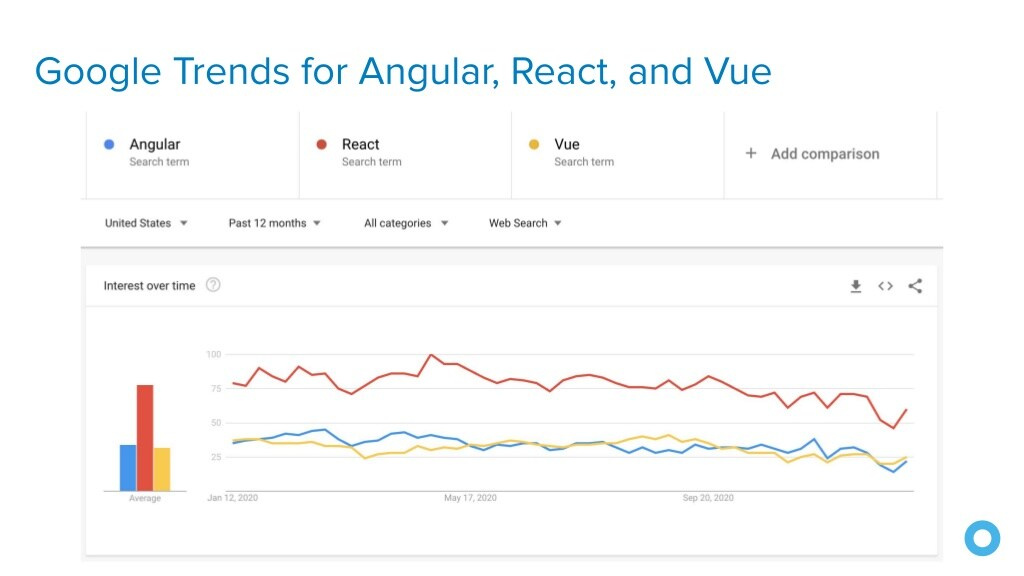 Google Trends for Angular, React, and Vue
Angular
Search term
React
Search term
Vue
Search term
+ Add comparison
United States
Past 12 months
All categories
Web Search
Interest over time
?
100
75
50
25
Average
Jan 12, 2020
May 17, 2020
Sep 20, 2020